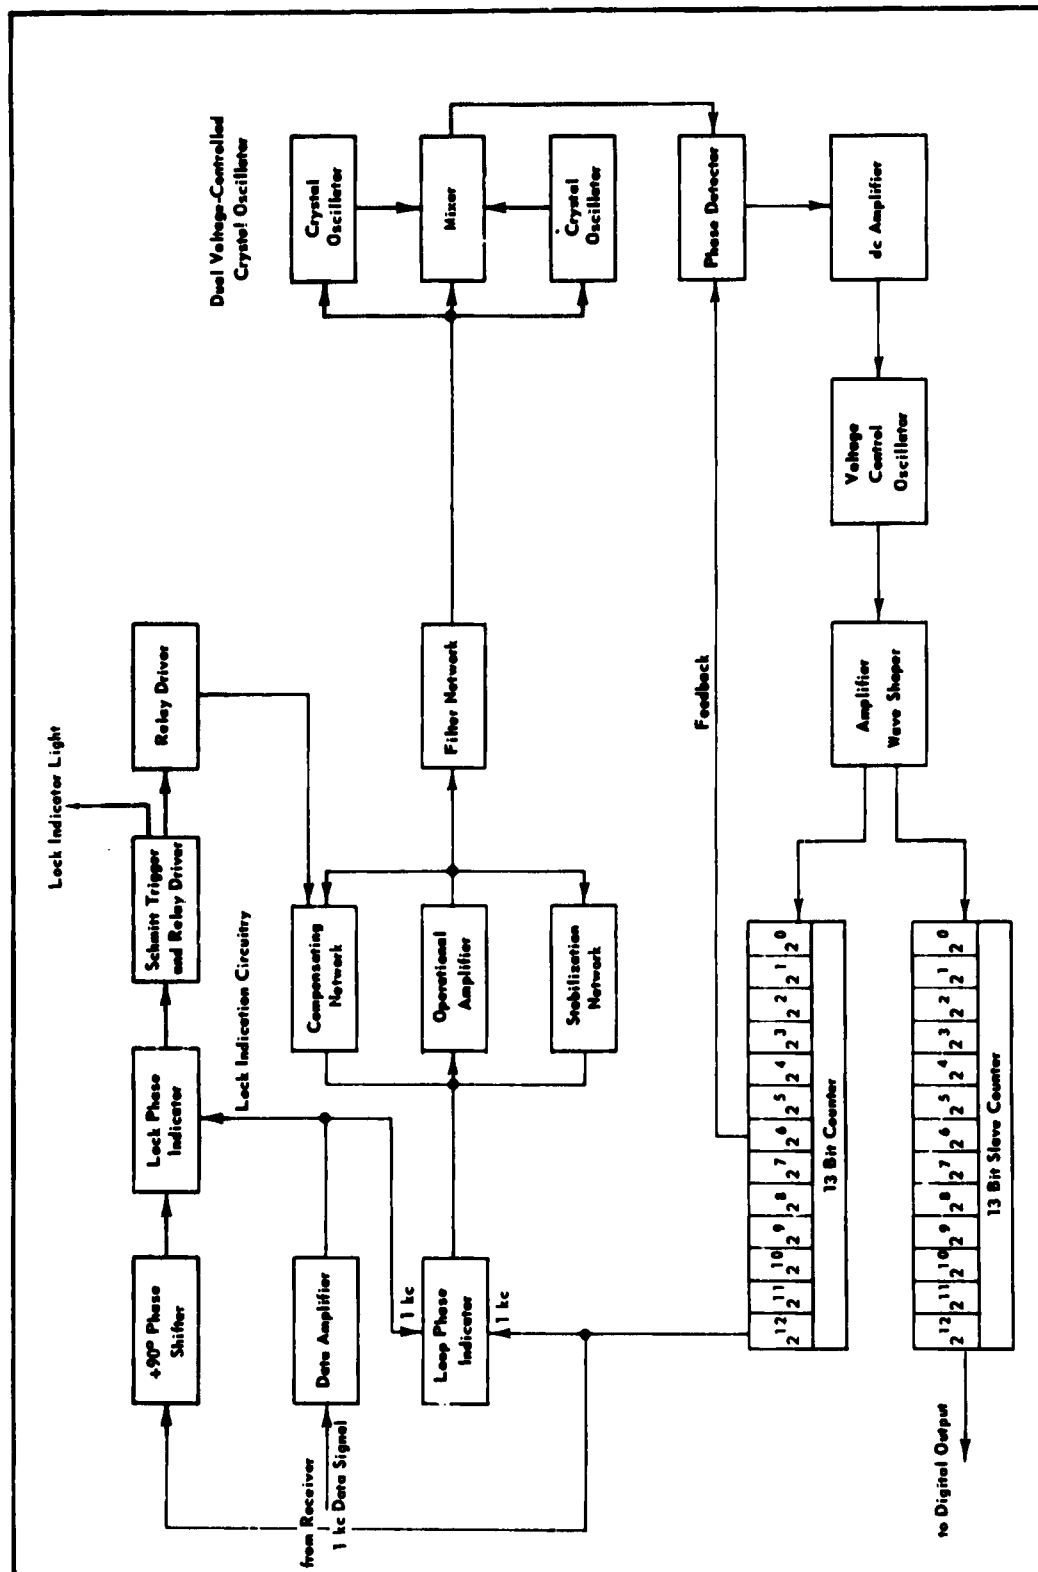 Lock Indicator Light
+90° Phase
Shifter
Lock Phase
Indicator
Schmitt Trigger
and Relay Driver
Relay Driver
Lock Indication Circuitry
Dual Voltage-Controlled
Crystal Oscillator
from Receiver
1 kc Data Signal
Data Amplifier
Compensating
Network
Crystal
Oscillator
1 kc
Loop Phase
Indicator
1 kc
Operational
Amplifier
Filter Network
Mixer
Stabilization
Network
Crystal
Oscillator
Feedback
Phase Detector
2^12 2^11 2^10 2^9 2^8 2^7 2^6 2^5 2^4 2^3 2^2 2^1 2^0
13 Bit Counter
Amplifier
Wave Shaper
Voltage
Control
Oscillator
dc Amplifier
2^12 2^11 2^10 2^9 2^8 2^7 2^6 2^5 2^4 2^3 2^2 2^1 2^0
13 Bit Slave Counter
to Digital Output